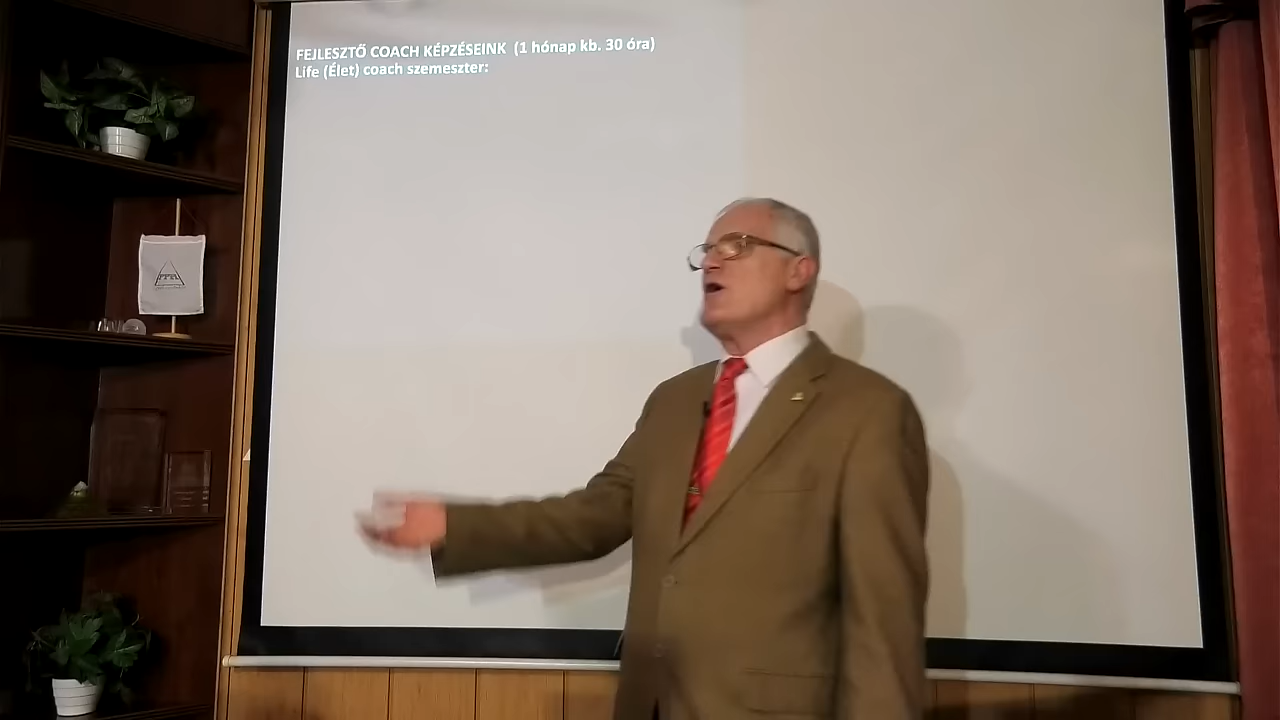 FEJLESZTŐ COACH KÉPZÉSEINK (1 hónap kb. 30 óra)
Life (Élet) coach szemeszter: